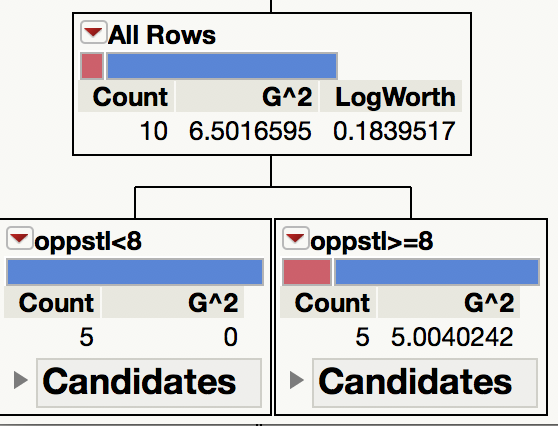 All Rows
Count G^2 LogWorth
10 6.5016595 0.1839517
oppstl<8
Count G^2
5 0
Candidates
oppstl>=8
Count G^2
5 5.0040242
Candidates